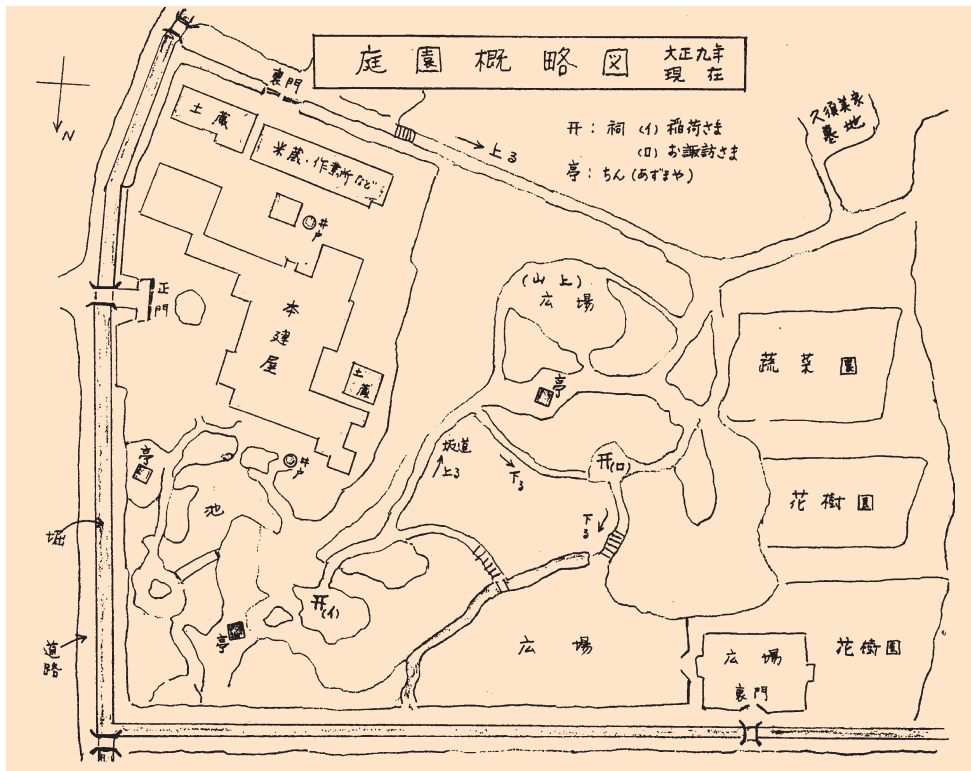 庭園概略図 大正九年現在
N
裏門
土蔵
米蔵・作業所など
上る
开：祠 (イ) 稲荷さま
(ロ) お諏訪さま
亭：ちん(あずまや)
久須美家
墓地
井戸
正門
本建屋
土蔵
(山 上)
広 場
亭
蔬菜園
坂道
上る
下る
开(ロ)
花樹園
亭
井戸
池
下る
堀
开(イ)
亭
道路
広 場
広 場
裏門
花樹園